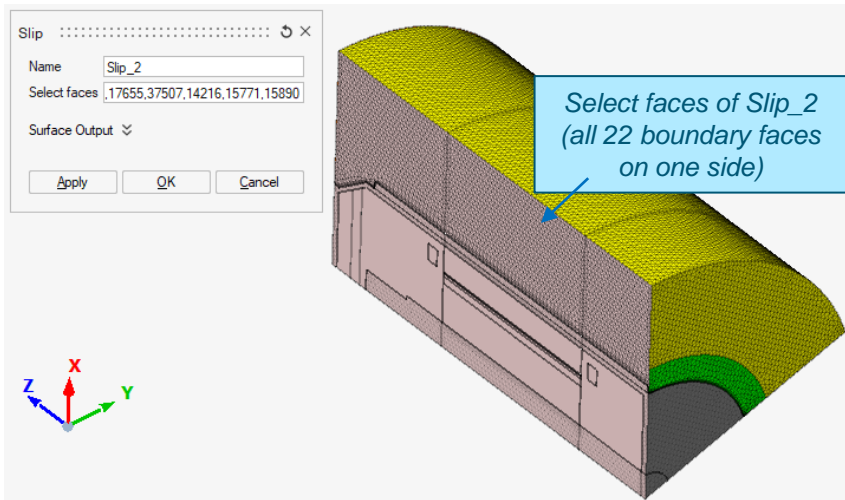 Slip
Name Slip_2
Select faces ,17655,37507,14216,15771,15890
Surface Output
Apply OK Cancel
Select faces of Slip_2
(all 22 boundary faces
on one side)
X
Z
Y